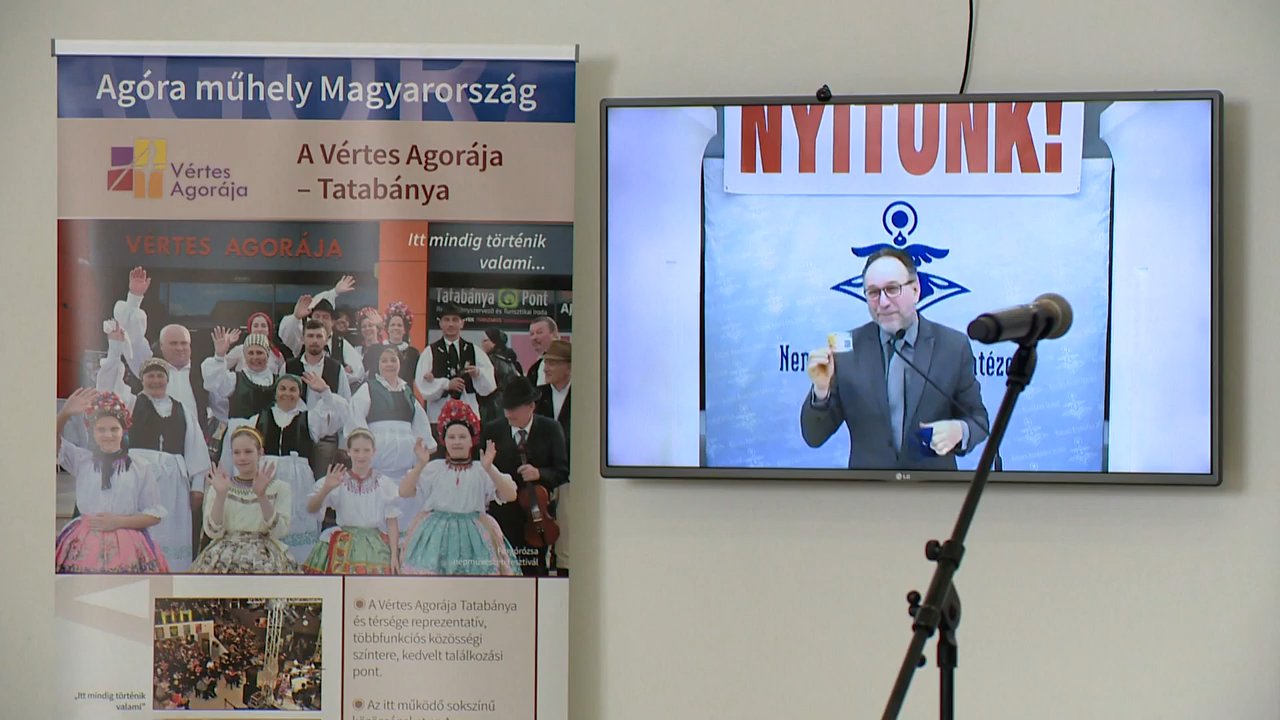 Agóra műhely Magyarország
Vértes
Agorája
A Vértes Agorája
– Tatabánya
VÉRTES AGORÁJA
Itt mindig történik
valami...
Tatabánya Pont
népművészeti fesztivál
A Vértes Agorája Tatabánya
és térsége reprezentatív,
többfunkciós közösségi
színtere, kedvelt találkozási
pont.
Az itt működő sokszínű
„Itt mindig történik
valami”
NYITUNK!
LG